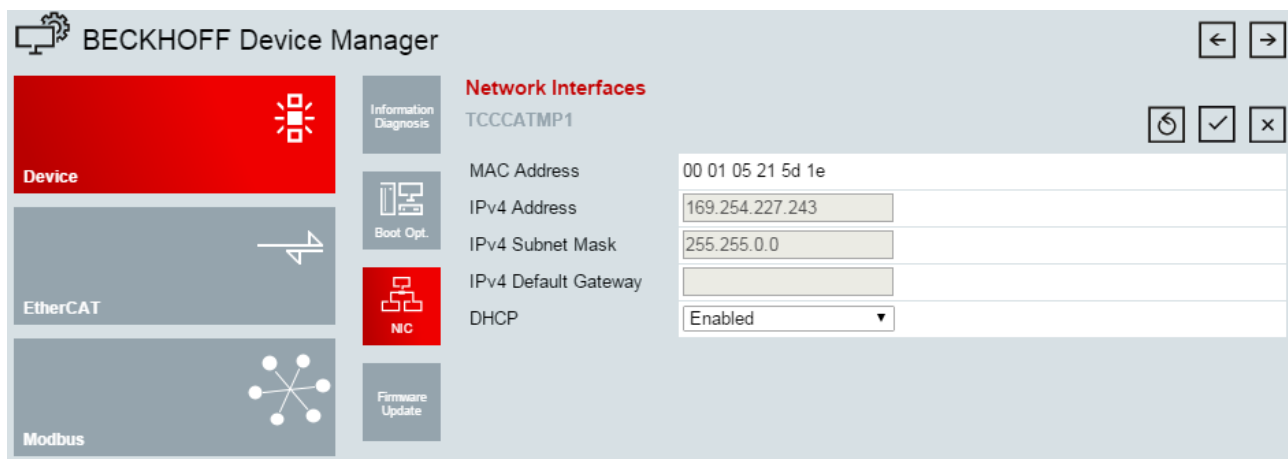 BECKHOFF Device Manager
Device
EtherCAT
Modbus
Information
Diagnosis
Boot Opt.
NIC
Firmware
Update
Network Interfaces
TCCCATMP1
MAC Address 00 01 05 21 5d 1e
IPv4 Address 169.254.227.243
IPv4 Subnet Mask 255.255.0.0
IPv4 Default Gateway
DHCP Enabled